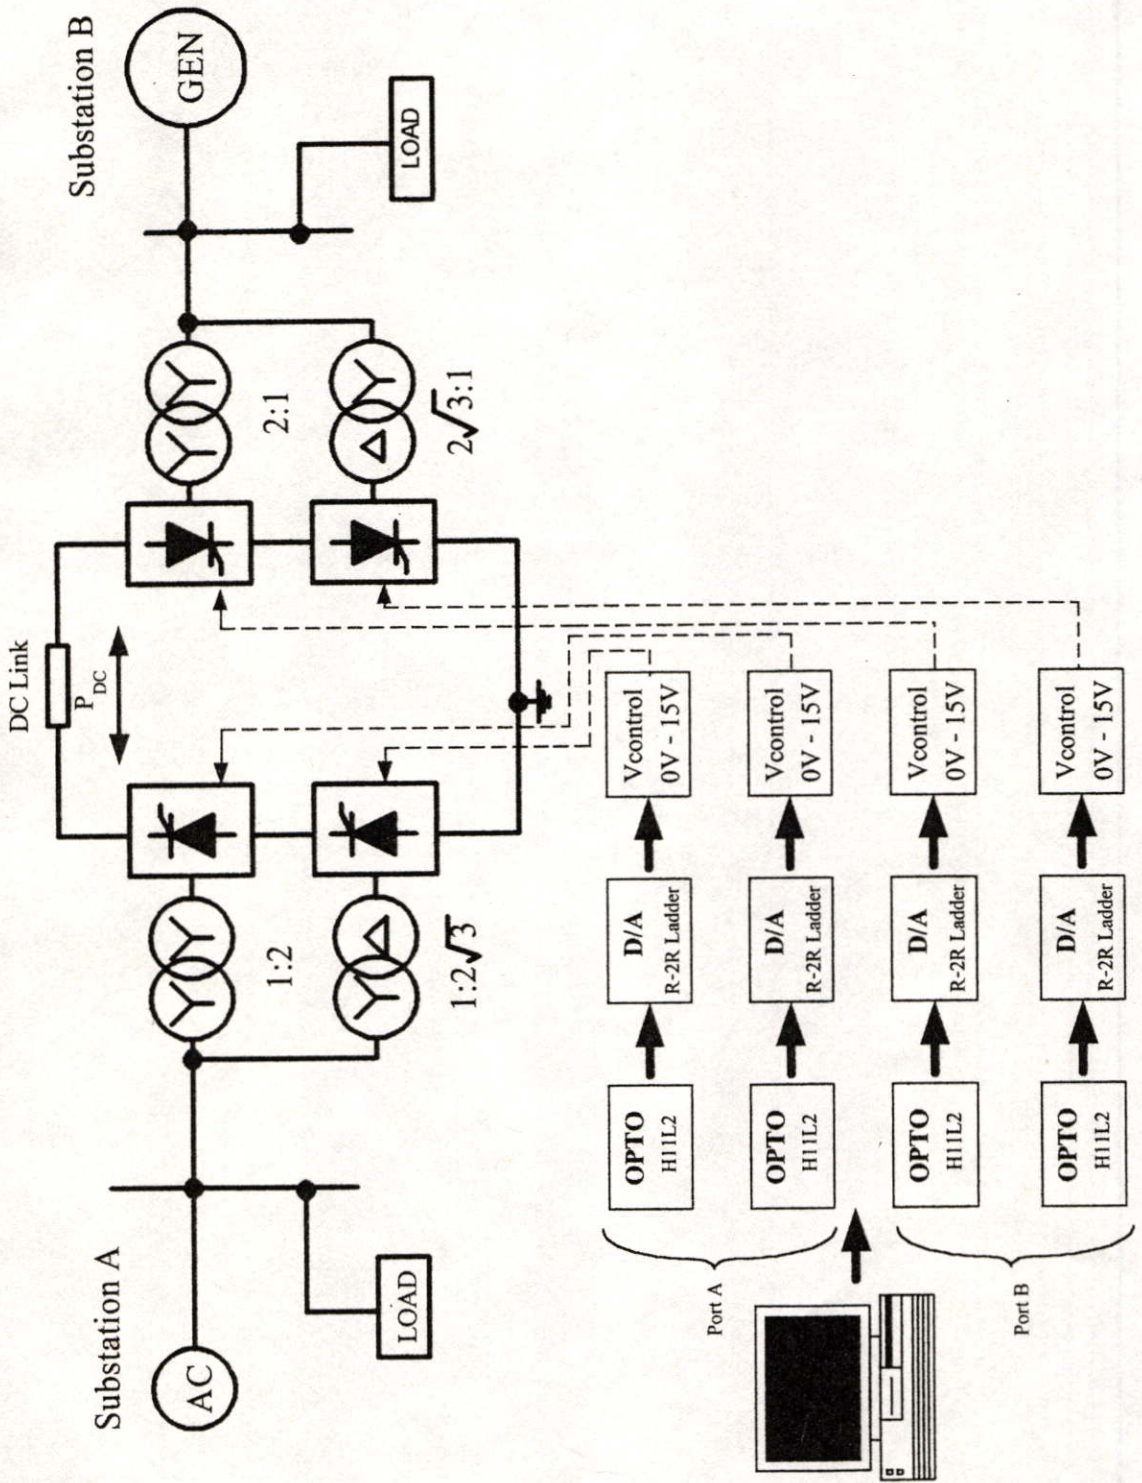 Substation A
Substation B
DC Link
P DC
AC
GEN
LOAD
LOAD
1:2
2:1
1:2√3
2√3:1
Port A
OPTO
H11L2
D/A
R-2R Ladder
Vcontrol
0V - 15V
OPTO
H11L2
D/A
R-2R Ladder
Vcontrol
0V - 15V
Port B
OPTO
H11L2
D/A
R-2R Ladder
Vcontrol
0V - 15V
OPTO
H11L2
D/A
R-2R Ladder
Vcontrol
0V - 15V